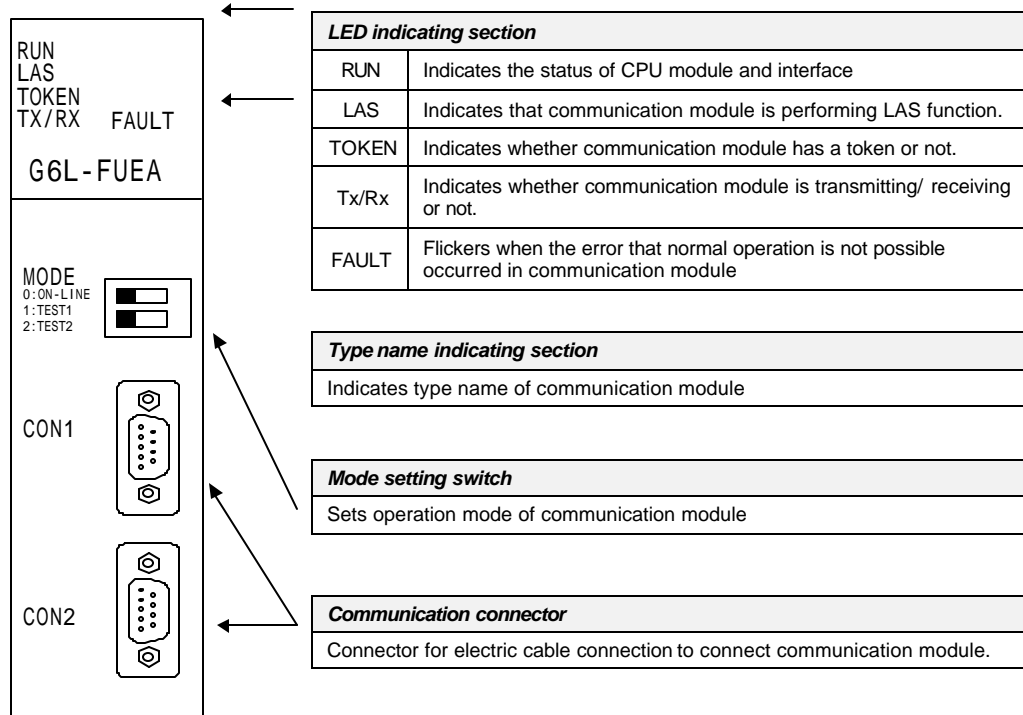 RUN
LAS
TOKEN
TX/RX FAULT
G6L-FUEA
MODE
0:ON-LINE
1:TEST1
2:TEST2
CON1
CON2
LED indicating section
RUN Indicates the status of CPU module and interface
LAS Indicates that communication module is performing LAS function.
TOKEN Indicates whether communication module has a token or not.
Tx/Rx Indicates whether communication module is transmitting/ receiving
or not.
FAULT Flickers when the error that normal operation is not possible
occurred in communication module
Type name indicating section
Indicates type name of communication module
Mode setting switch
Sets operation mode of communication module
Communication connector
Connector for electric cable connection to connect communication module.